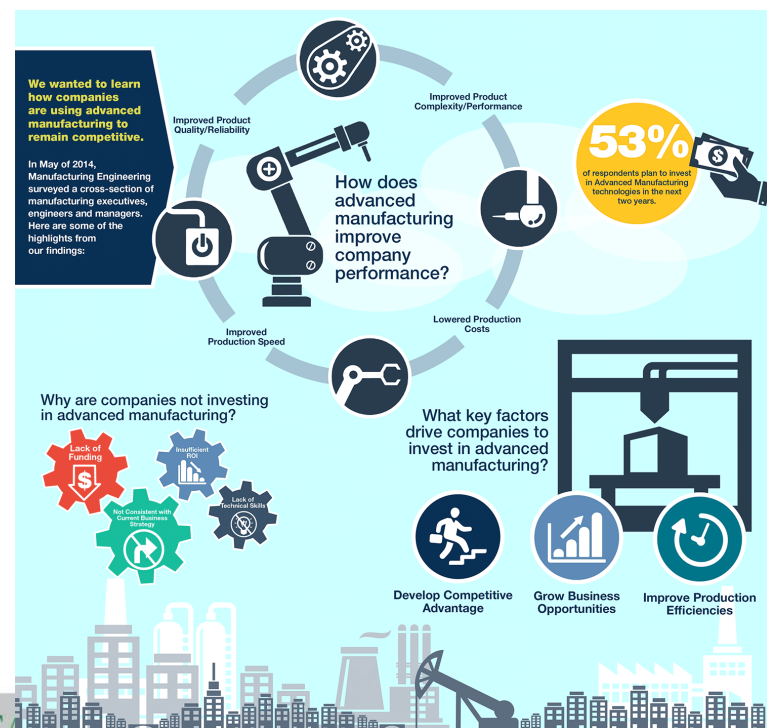 We wanted to learn
how companies
are using advanced
manufacturing to
remain competitive.
In May of 2014,
Manufacturing Engineering
surveyed a cross-section of
manufacturing executives,
engineers and managers.
Here are some of the
highlights from
our findings:
Improved Product
Quality/Reliability
Improved Product
Complexity/Performance
How does
advanced
manufacturing
improve
company
performance?
Improved
Production Speed
Lowered Production
Costs
53%
of respondents plan to invest
in Advanced Manufacturing
technologies in the next
two years.
$
Why are companies not investing
in advanced manufacturing?
Lack of
Funding
$
Insufficient
ROI
Not Consistent with
Current Business
Strategy
Lack of
Technical Skills
What key factors
drive companies to
invest in advanced
manufacturing?
Develop Competitive
Advantage
Grow Business
Opportunities
Improve Production
Efficiencies